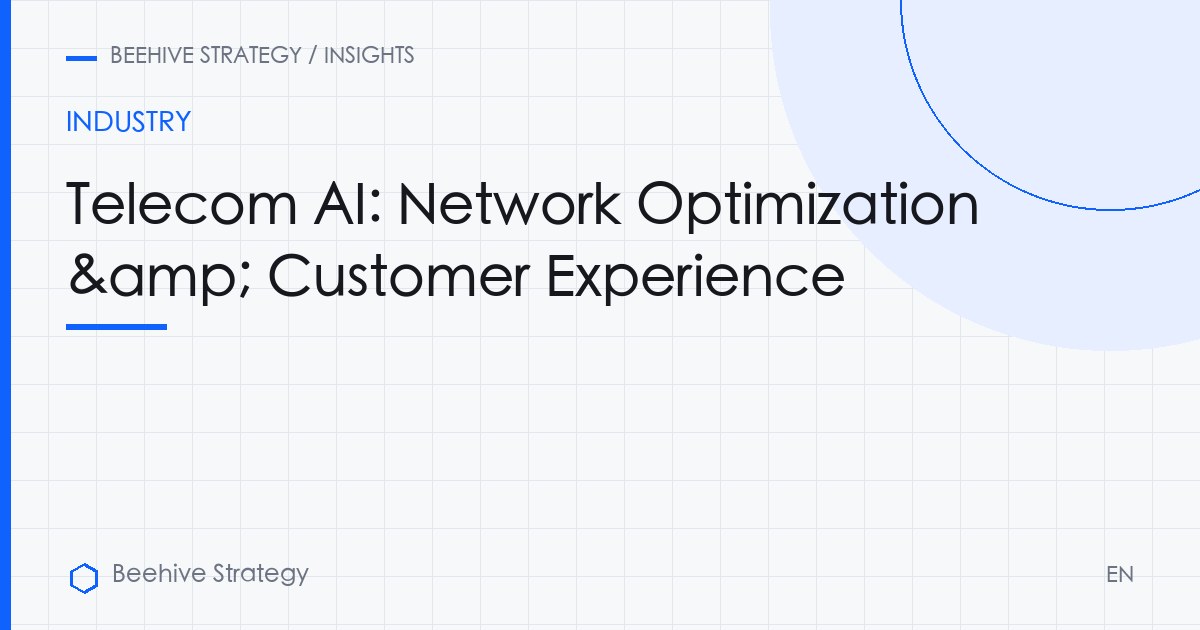 BEEHIVE STRATEGY / INSIGHTS
INDUSTRY
Telecom AI: Network Optimization
&amp; Customer Experience
Beehive Strategy
EN